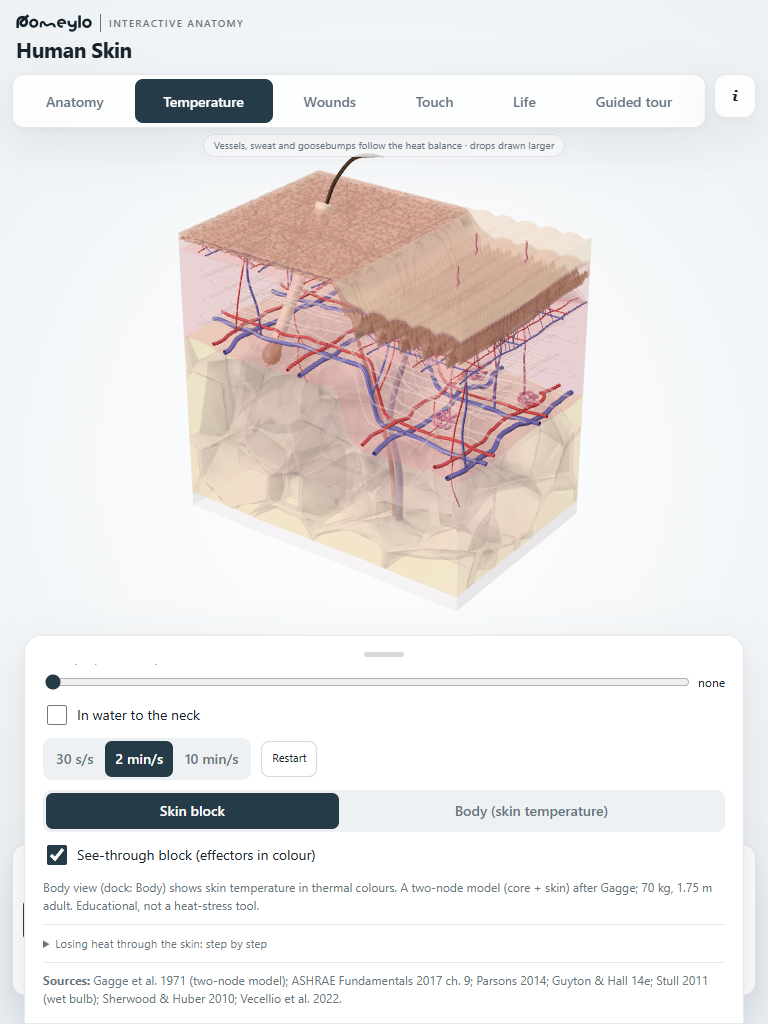 Domeylo INTERACTIVE ANATOMY
Human Skin
Anatomy Temperature Wounds Touch Life Guided tour i
Vessels, sweat and goosebumps follow the heat balance · drops drawn larger
none
In water to the neck
30 s/s 2 min/s 10 min/s Restart
Skin block Body (skin temperature)
See-through block (effectors in colour)
Body view (dock: Body) shows skin temperature in thermal colours. A two-node model (core + skin) after Gagge; 70 kg, 1.75 m
adult. Educational, not a heat-stress tool.
Losing heat through the skin: step by step
Sources: Gagge et al. 1971 (two-node model); ASHRAE Fundamentals 2017 ch. 9; Parsons 2014; Guyton & Hall 14e; Stull 2011
(wet bulb); Sherwood & Huber 2010; Vecellio et al. 2022.